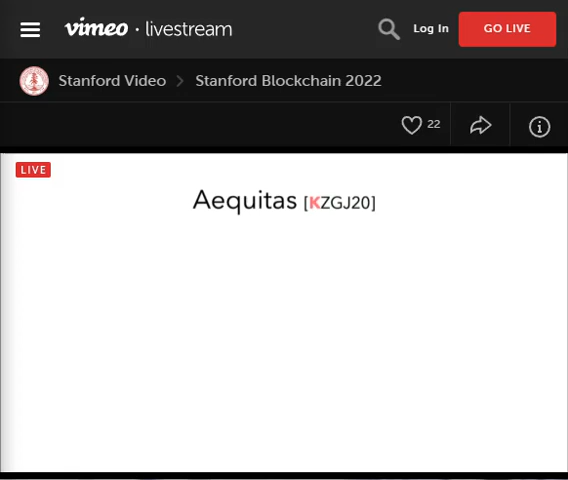 vimeo · livestream
Log In
GO LIVE
Stanford Video > Stanford Blockchain 2022
22
LIVE
Aequitas [KZGJ20]